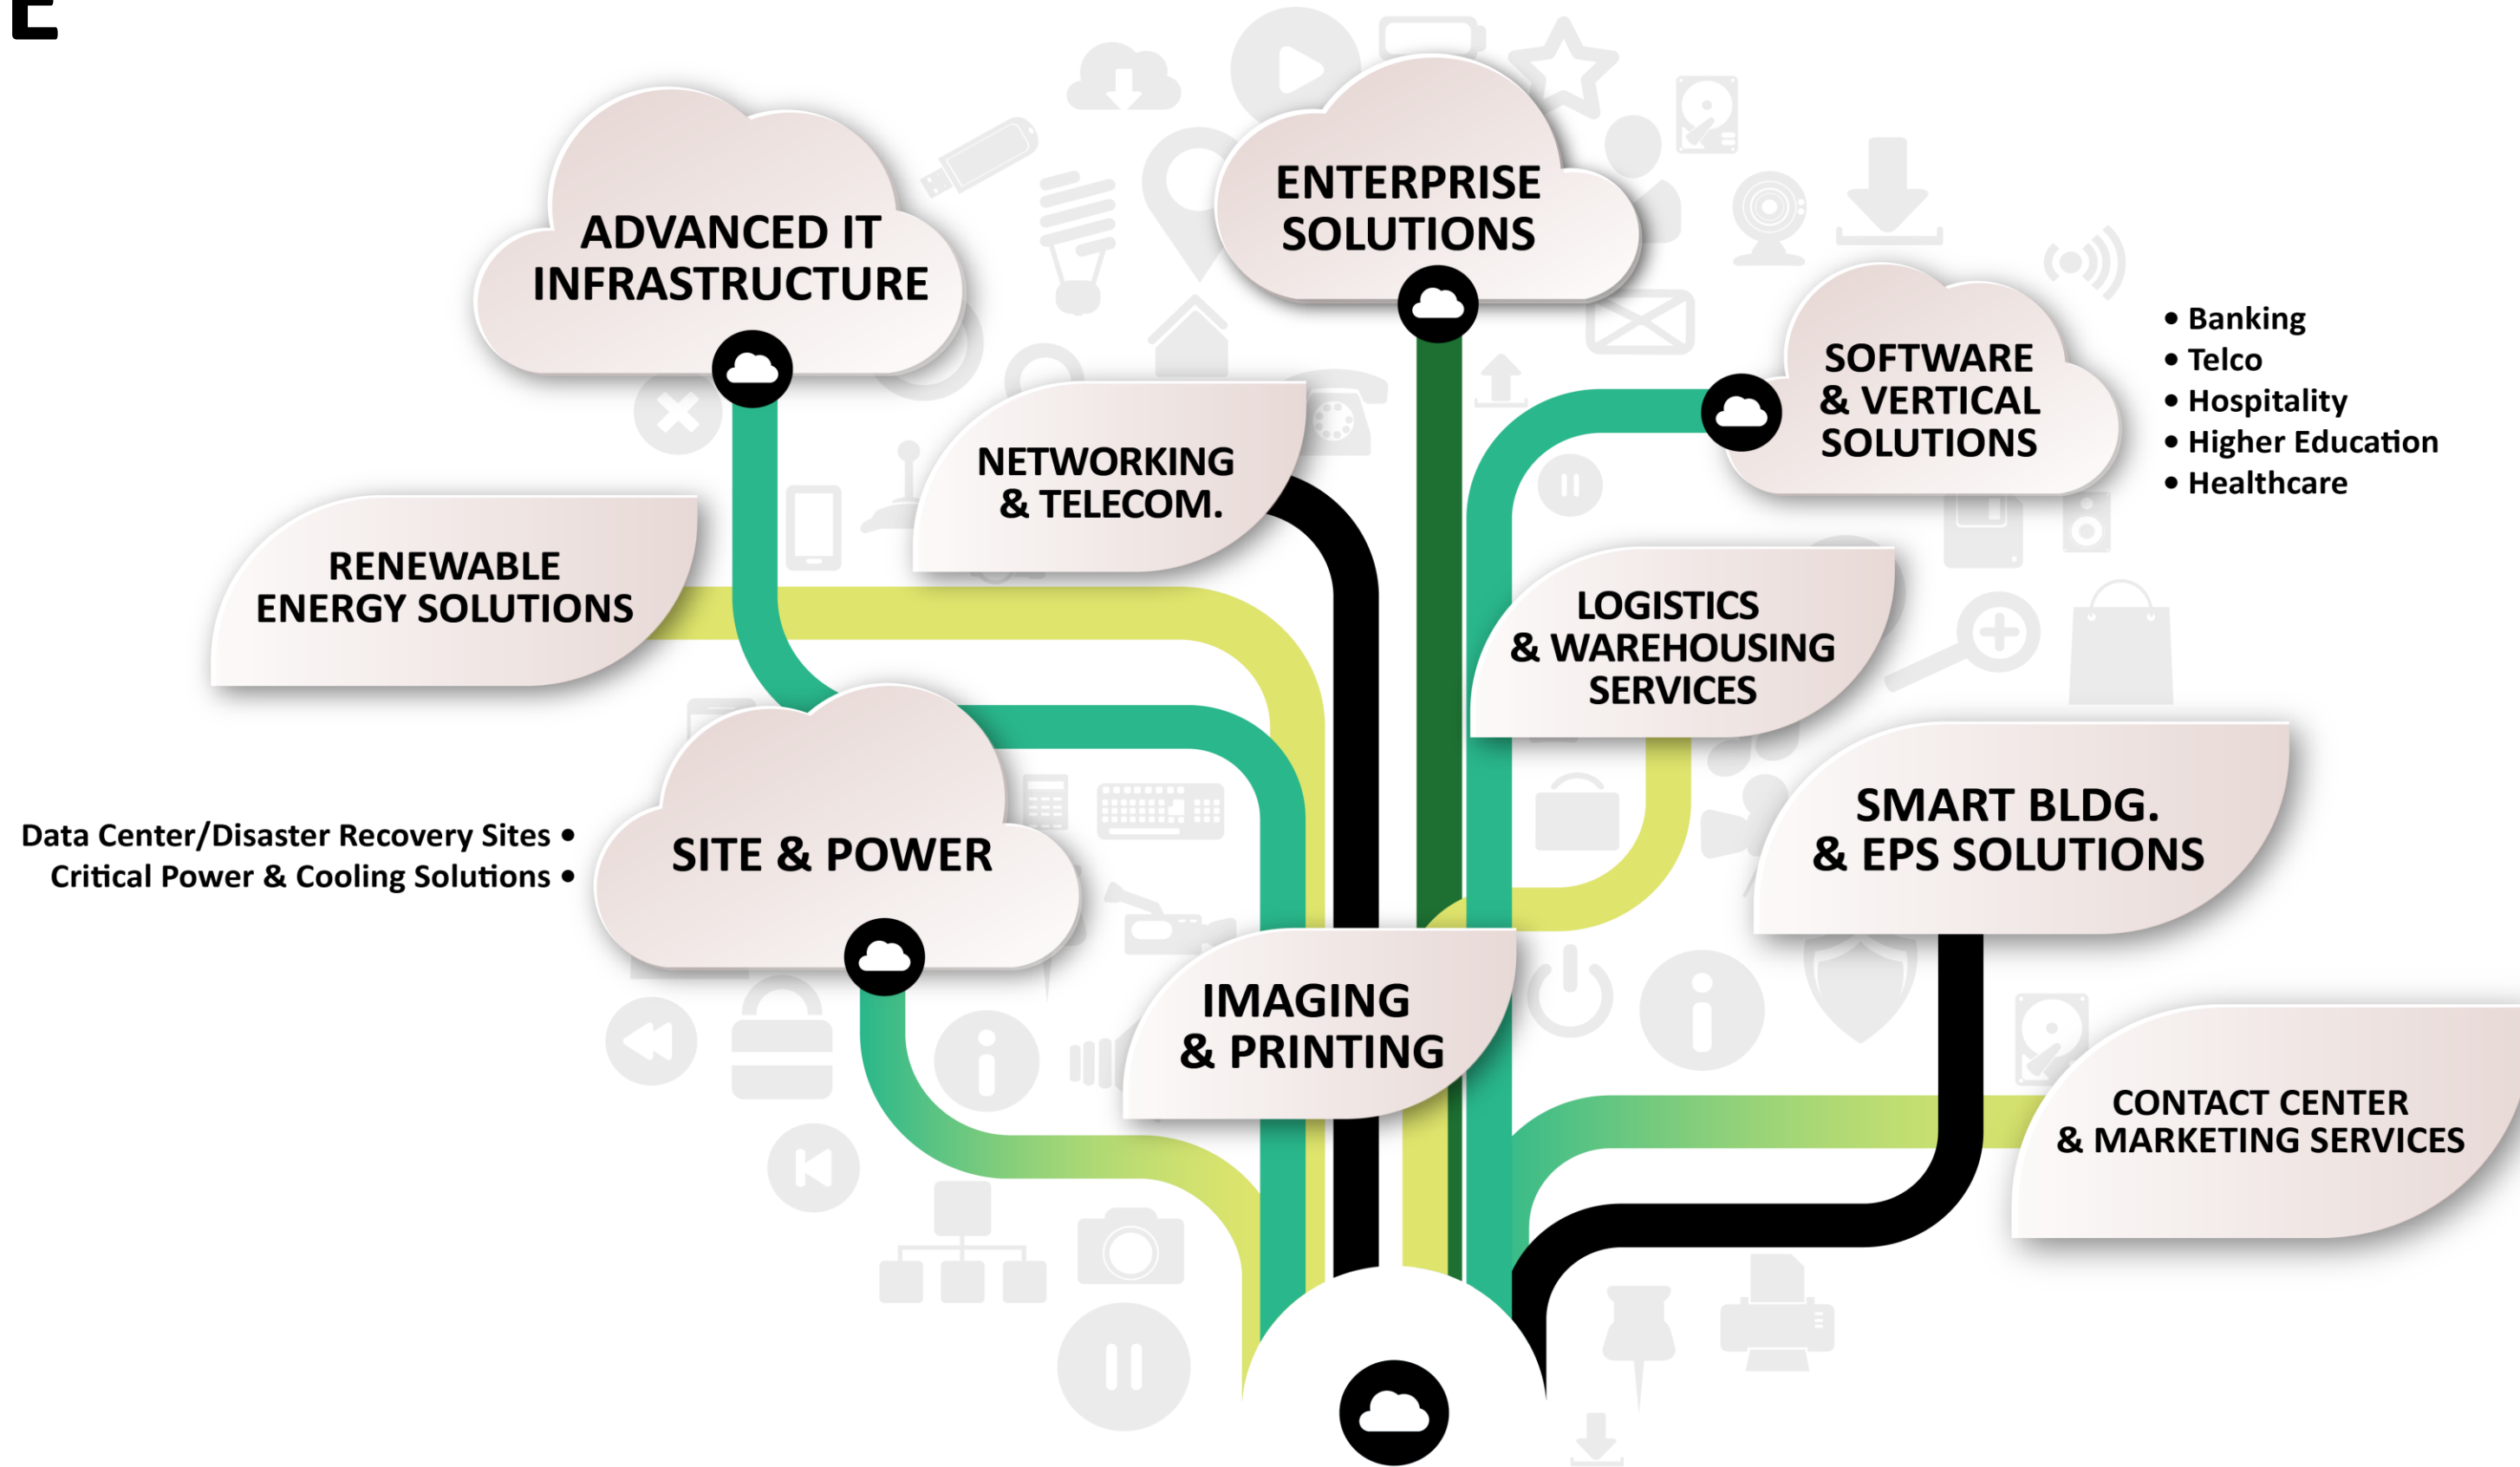 E
ADVANCED IT
INFRASTRUCTURE
ENTERPRISE
SOLUTIONS
SOFTWARE
& VERTICAL
SOLUTIONS
• Banking
• Telco
• Hospitality
• Higher Education
• Healthcare
NETWORKING
& TELECOM.
RENEWABLE
ENERGY SOLUTIONS
LOGISTICS
& WAREHOUSING
SERVICES
SMART BLDG.
& EPS SOLUTIONS
Data Center/Disaster Recovery Sites •
Critical Power & Cooling Solutions •
SITE & POWER
IMAGING
& PRINTING
CONTACT CENTER
& MARKETING SERVICES